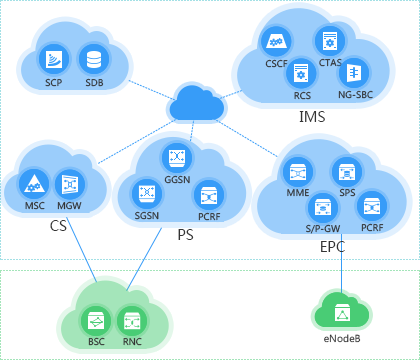 SCP SDB
CSCF CTAS
RCS NG-SBC
IMS
GGSN
MSC MGW
SGSN PCRF
MME SPS
S/P-GW PCRF
CS PS EPC
BSC RNC
eNodeB